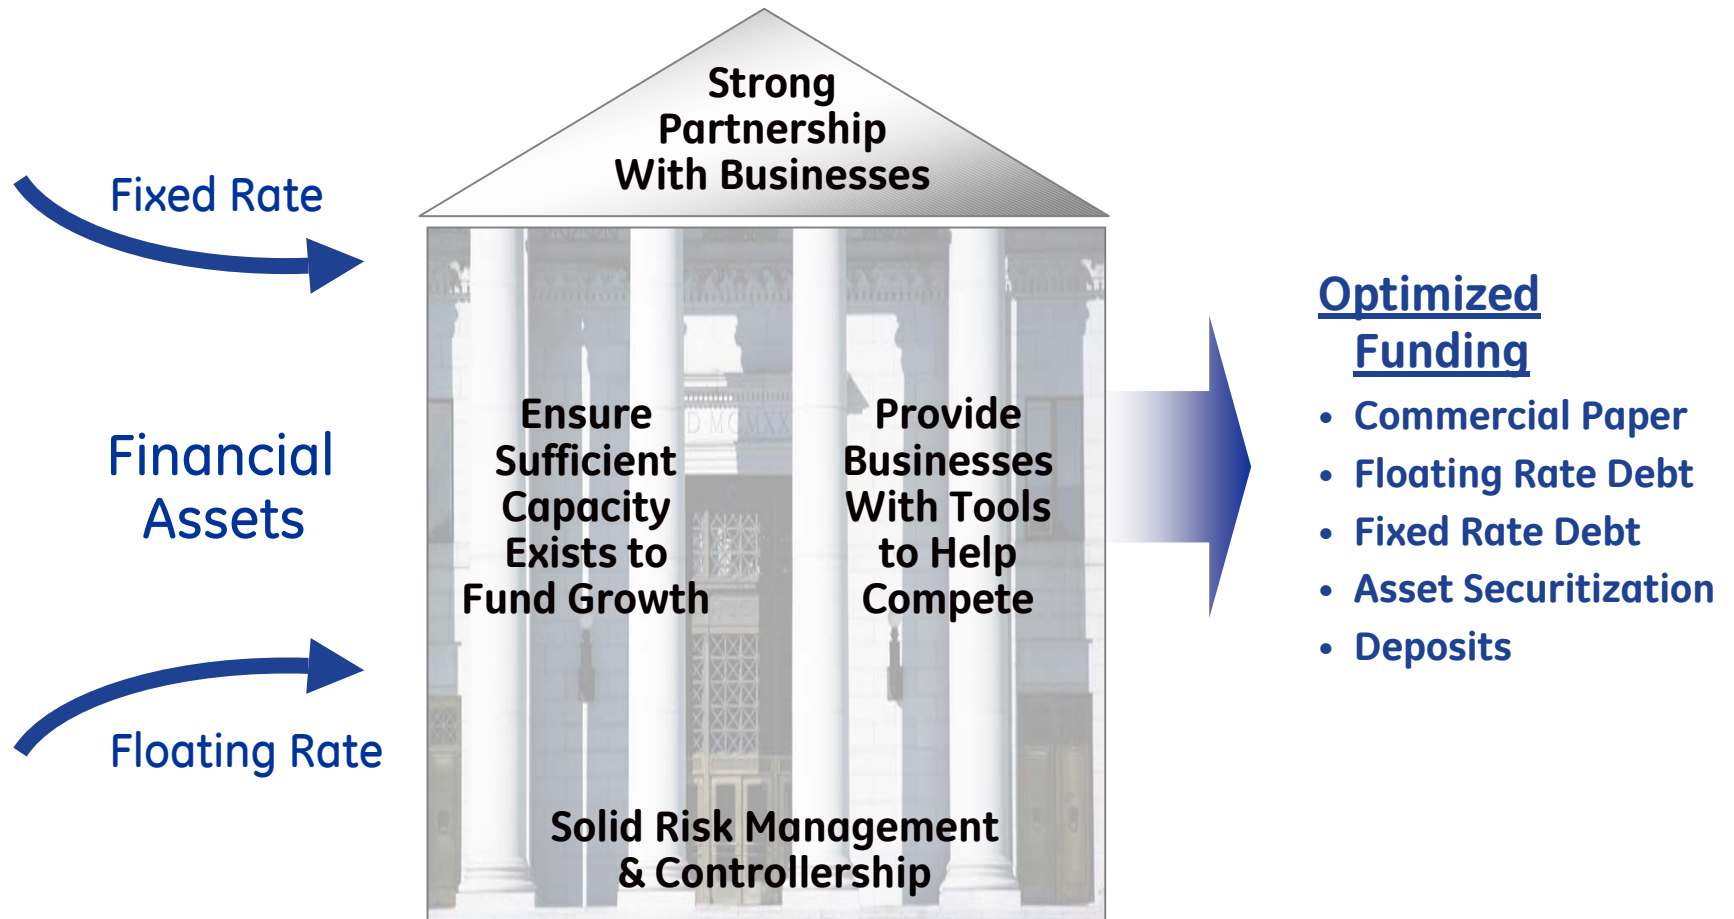 Strong
Partnership
With Businesses
Fixed Rate
Financial
Assets
Floating Rate
Ensure
Sufficient
Capacity
Exists to
Fund Growth
Provide
Businesses
With Tools
to Help
Compete
Solid Risk Management
& Controllership
Optimized
Funding
• Commercial Paper
• Floating Rate Debt
• Fixed Rate Debt
• Asset Securitization
• Deposits